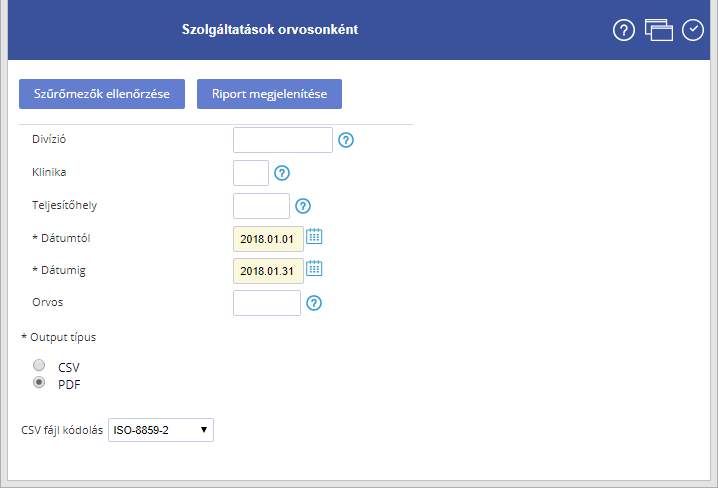 Szolgáltatások orvosonként
Szűrőmezők ellenőrzése Riport megjelenítése
Divízió
Klinika
Teljesítőhely
* Dátumtól 2018.01.01
* Dátumig 2018.01.31
Orvos
* Output típus
CSV
PDF
CSV fájl kódolás ISO-8859-2